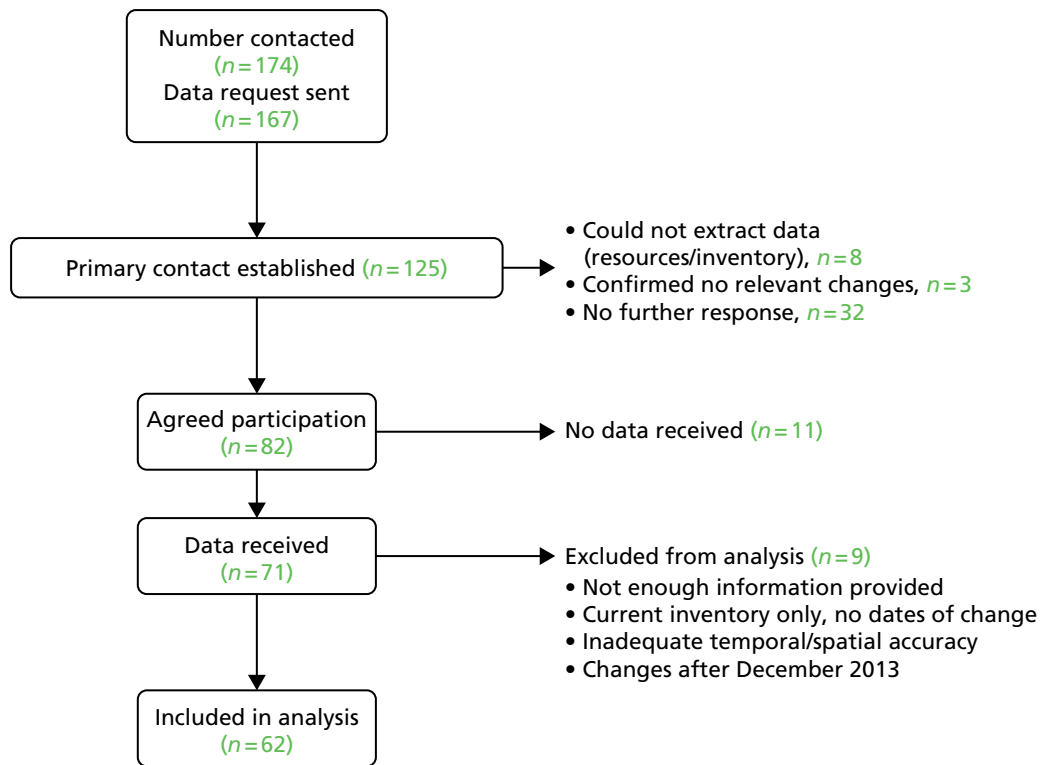 Number contacted
(n=174)
Data request sent
(n=167)
Primary contact established (n=125)
• Could not extract data
(resources/inventory), n=8
• Confirmed no relevant changes, n=3
• No further response, n=32
Agreed participation
(n=82)
No data received (n=11)
Data received
(n=71)
Excluded from analysis (n=9)
• Not enough information provided
• Current inventory only, no dates of change
• Inadequate temporal/spatial accuracy
• Changes after December 2013
Included in analysis
(n=62)